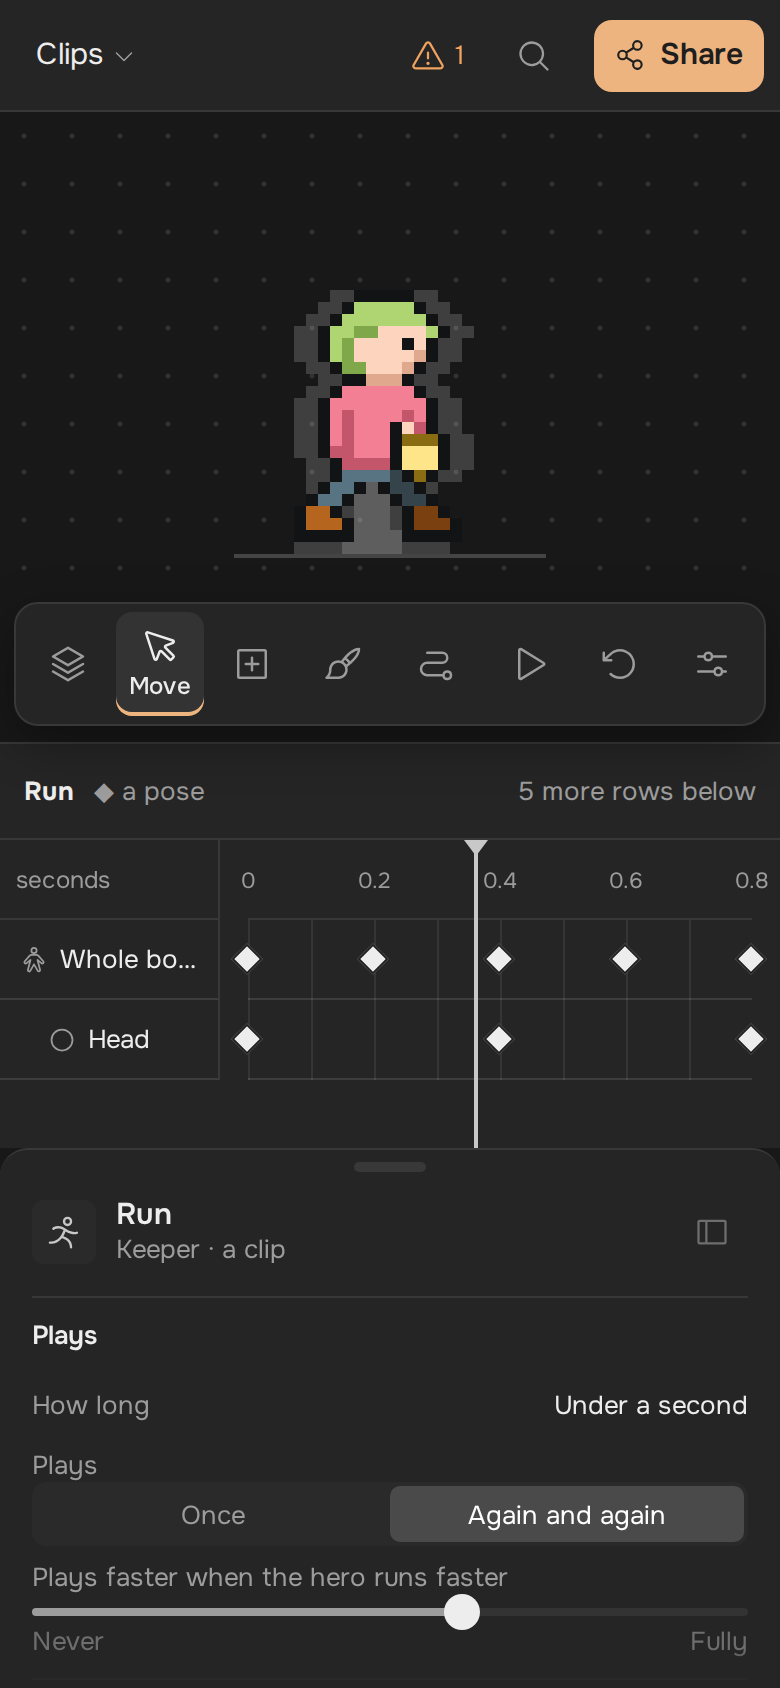 Clips
1
Share
Move
Run ◆ a pose
5 more rows below
seconds
0 0.2 0.4 0.6 0.8
Whole bo...
Head
Run
Keeper · a clip
Plays
How long
Under a second
Plays
Once
Again and again
Plays faster when the hero runs faster
Never
Fully